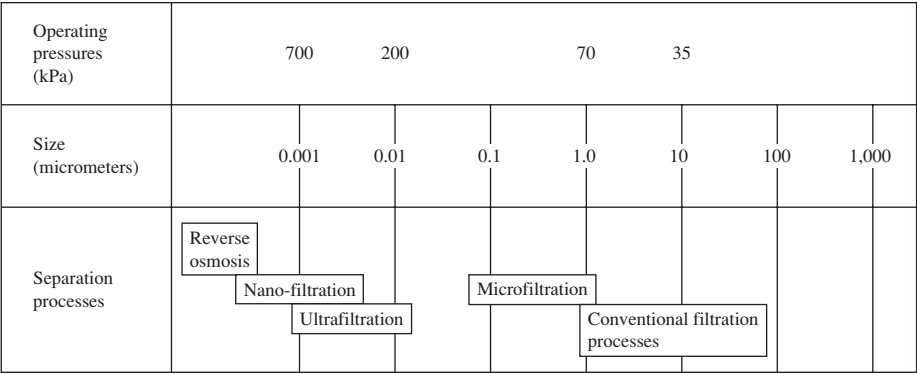 Operating
pressures
(kPa)
700 200 70 35
Size
(micrometers)
0.001 0.01 0.1 1.0 10 100 1,000
Separation
processes
Reverse
osmosis
Nano-filtration
Ultrafiltration
Microfiltration
Conventional filtration
processes